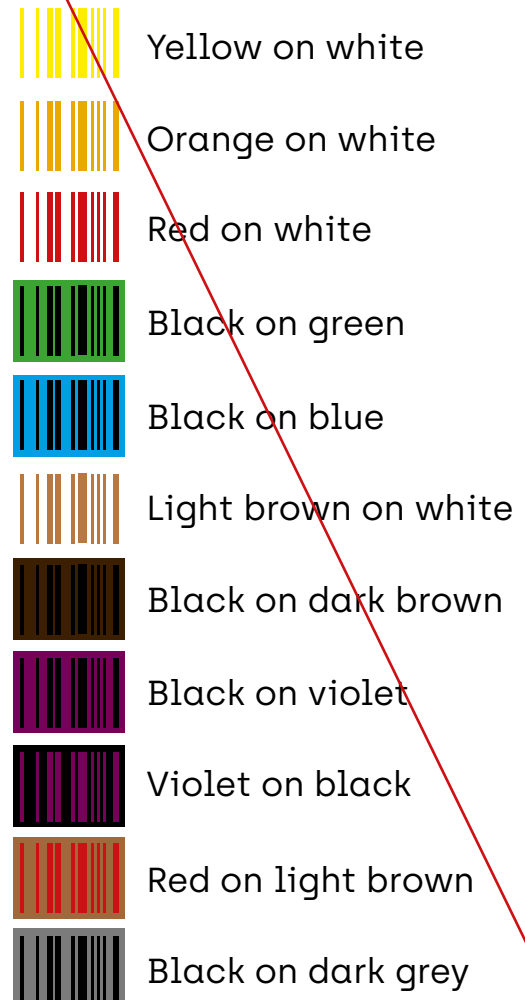 Yellow on white
Orange on white
Red on white
Black on green
Black on blue
Light brown on white
Black on dark brown
Black on violet
Violet on black
Red on light brown
Black on dark grey